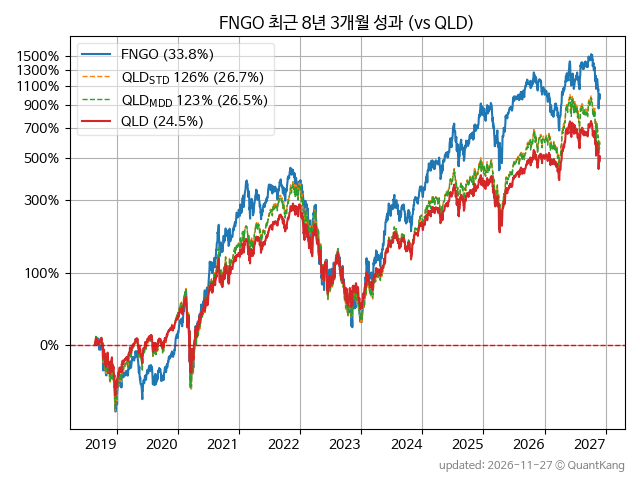 FNGO 최근 8년 3개월 성과 (vs QLD)
FNGO (33.8%)
QLD_STD 126% (26.7%)
QLD_MDD 123% (26.5%)
QLD (24.5%)
1500%
1300%
1100%
900%
700%
500%
300%
100%
0%
2019 2020 2021 2022 2023 2024 2025 2026 2027
updated: 2026-11-27 © QuantKang